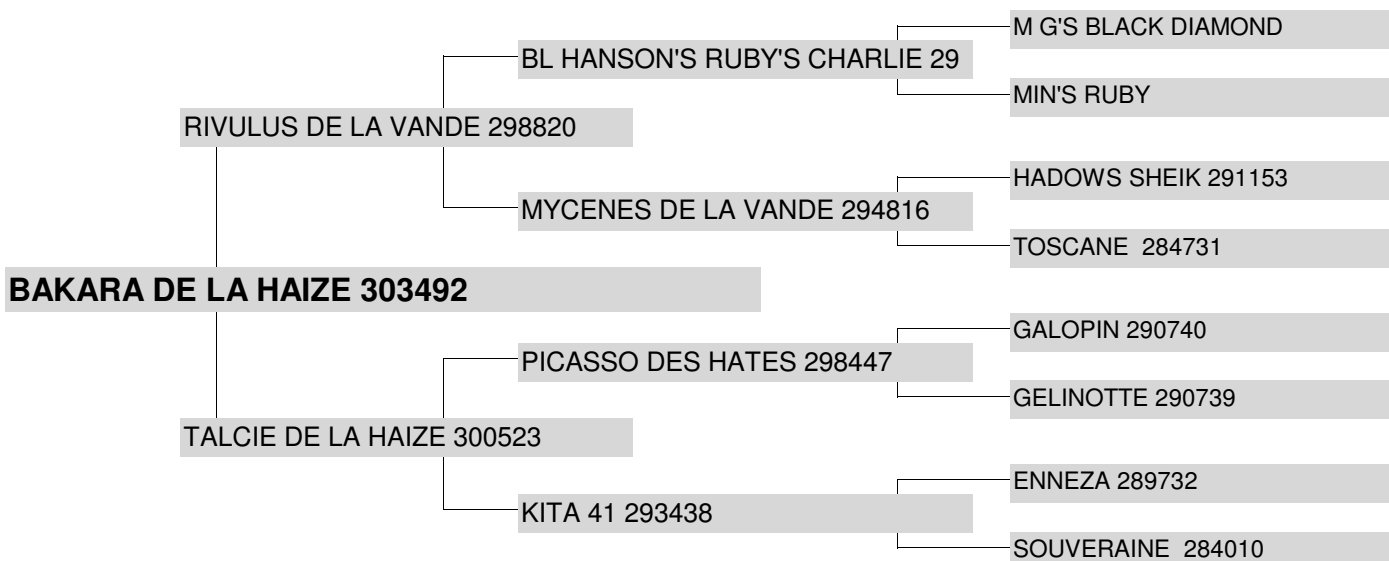 M G'S BLACK DIAMOND
BL HANSON'S RUBY'S CHARLIE 29
MIN'S RUBY
RIVULUS DE LA VANDE 298820
HADOWS SHEIK 291153
MYCENES DE LA VANDE 294816
TOSCANE 284731
BAKARA DE LA HAIZE 303492
GALOPIN 290740
PICASSO DES HATES 298447
GELINOTTE 290739
TALCIE DE LA HAIZE 300523
ENNEZA 289732
KITA 41 293438
SOUVERAINE 284010